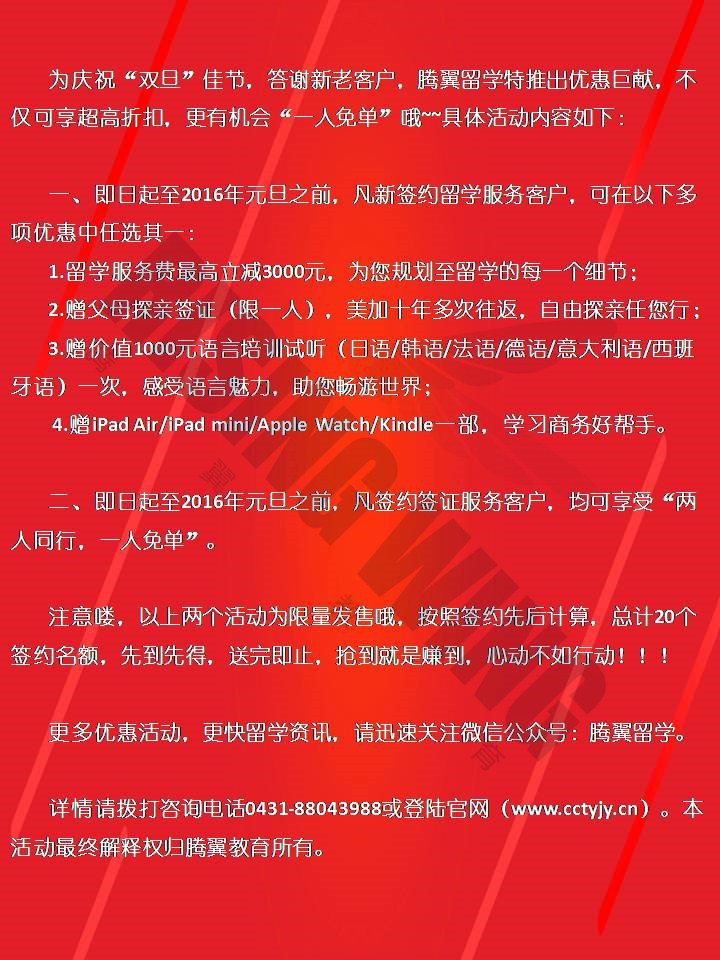 为庆祝“双旦”佳节，答谢新老客户，腾翼留学特推出优惠巨献，不
仅可享超高折扣，更有机会“一人免单”哦~~具体活动内容如下：
一、即日起至2016年元旦之前，凡新签约留学服务客户，可在以下多
项优惠中任选其一：
1.留学服务费最高立减3000元，为您规划至留学的每一个细节；
2.赠父母探亲签证（限一人），美加十年多次往返，自由探亲任您行；
3.赠价值1000元语言培训试听（日语/韩语/法语/德语/意大利语/西班
牙语）一次，感受语言魅力，助您畅游世界；
4.赠iPad Air/iPad mini/Apple Watch/Kindle一部，学习商务好帮手。
二、即日起至2016年元旦之前，凡签约签证服务客户，均可享受“两
人同行，一人免单”。
注意喽，以上两个活动为限量发售哦，按照签约先后计算，总计20个
签约名额，先到先得，送完即止，抢到就是赚到，心动不如行动！！！
更多优惠活动，更快留学资讯，请迅速关注微信公众号：腾翼留学。
详情请拨打咨询电话0431-88043988或登陆官网（www.cctyjy.cn）。本
活动最终解释权归腾翼教育所有。